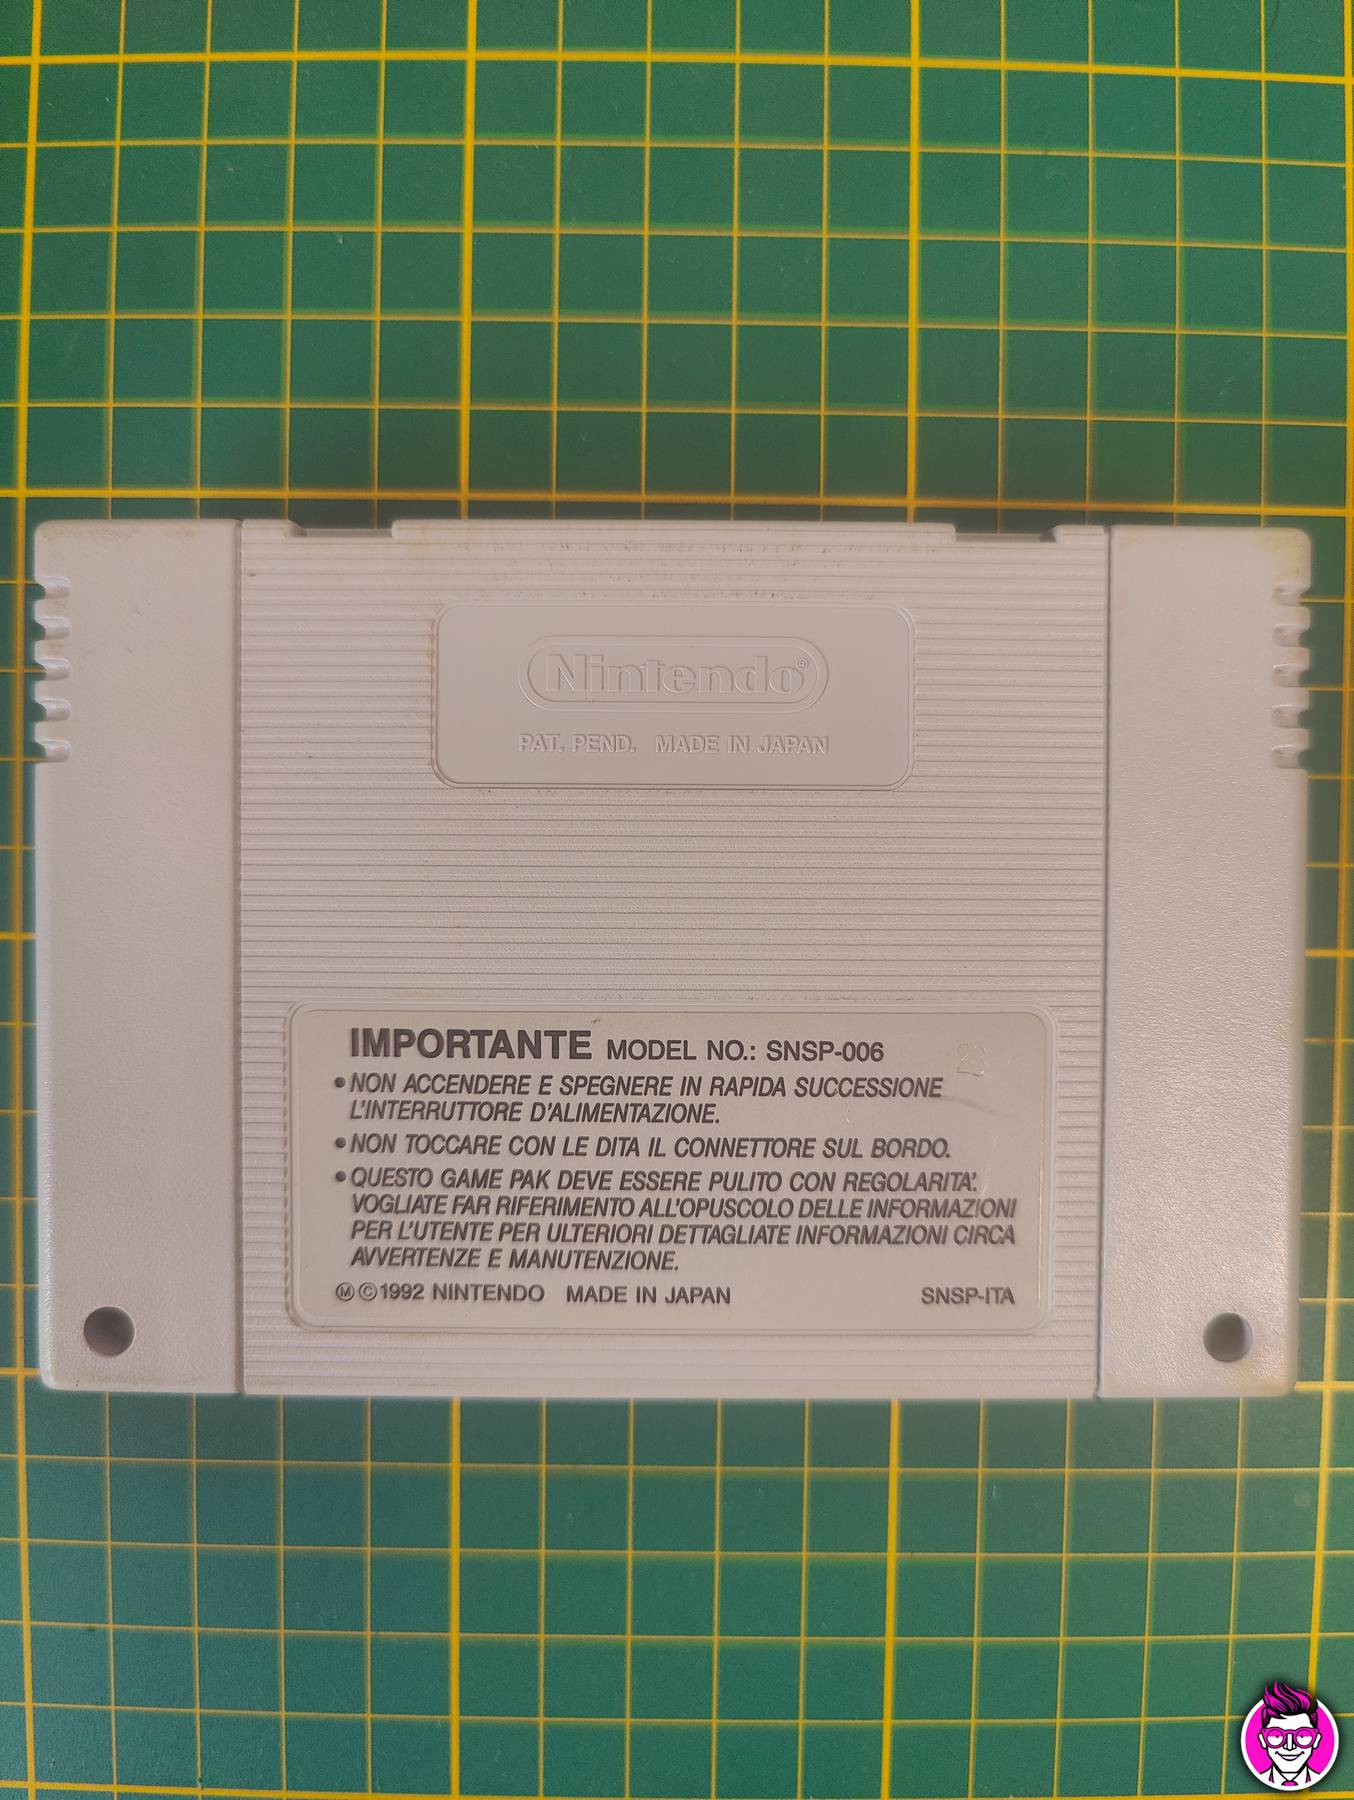 Nintendo®
PAT. PEND. MADE IN JAPAN
IMPORTANTE MODEL NO.: SNSP-006
23
• NON ACCENDERE E SPEGNERE IN RAPIDA SUCCESSIONE
L'INTERRUTTORE D'ALIMENTAZIONE.
• NON TOCCARE CON LE DITA IL CONNETTORE SUL BORDO.
• QUESTO GAME PAK DEVE ESSERE PULITO CON REGOLARITA'.
VOGLIATE FAR RIFERIMENTO ALL'OPUSCOLO DELLE INFORMAZIONI
PER L'UTENTE PER ULTERIORI DETTAGLIATE INFORMAZIONI CIRCA
AVVERTENZE E MANUTENZIONE.
Ⓜ©1992 NINTENDO MADE IN JAPAN SNSP-ITA